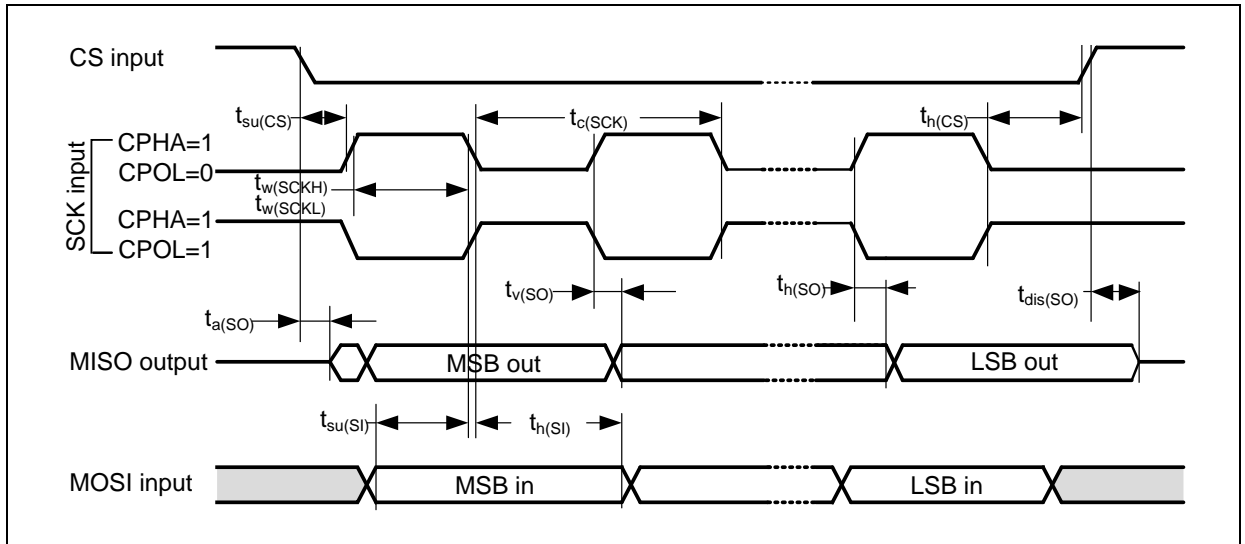 CS input
tsu(CS)
tc(SCK)
th(CS)
SCK input
CPHA=1
CPOL=0
tw(SCKH)
tw(SCKL)
CPHA=1
CPOL=1
tv(SO)
th(SO)
tdis(SO)
ta(SO)
MISO output
MSB out
LSB out
tsu(SI)
th(SI)
MOSI input
MSB in
LSB in